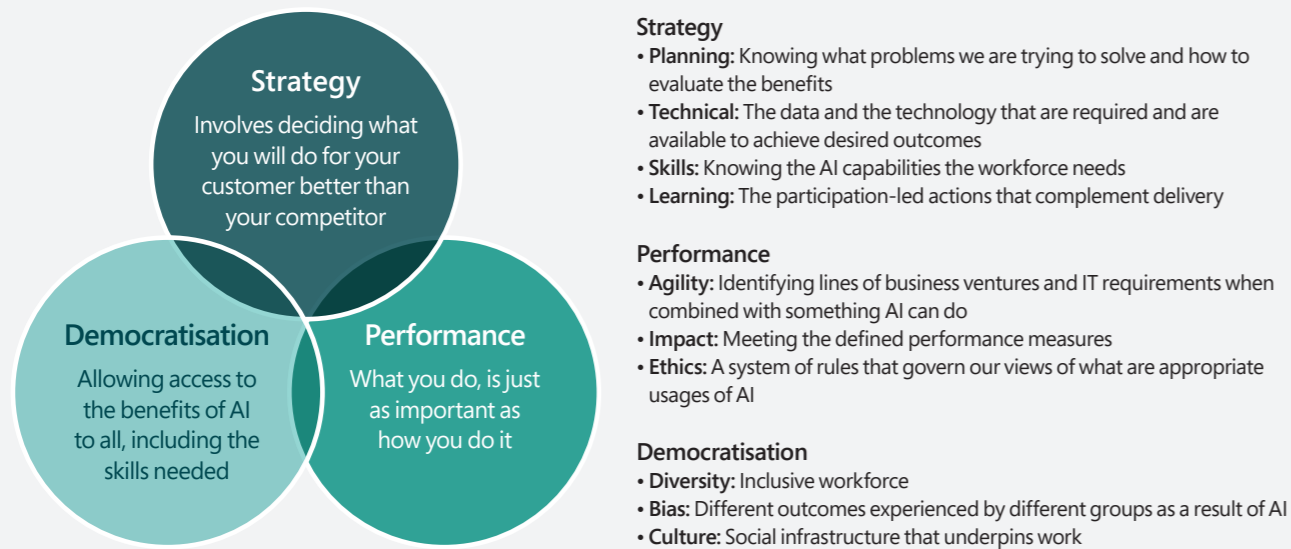 Strategy
Involves deciding what
you will do for your
customer better than
your competitor
Democratisation
Allowing access to
the benefits of AI
to all, including the
skills needed
Performance
What you do, is just
as important as
how you do it
Strategy
• Planning: Knowing what problems we are trying to solve and how to
evaluate the benefits
• Technical: The data and the technology that are required and are
available to achieve desired outcomes
• Skills: Knowing the AI capabilities the workforce needs
• Learning: The participation-led actions that complement delivery
Performance
• Agility: Identifying lines of business ventures and IT requirements when
combined with something AI can do
• Impact: Meeting the defined performance measures
• Ethics: A system of rules that govern our views of what are appropriate
usages of AI
Democratisation
• Diversity: Inclusive workforce
• Bias: Different outcomes experienced by different groups as a result of AI
• Culture: Social infrastructure that underpins work